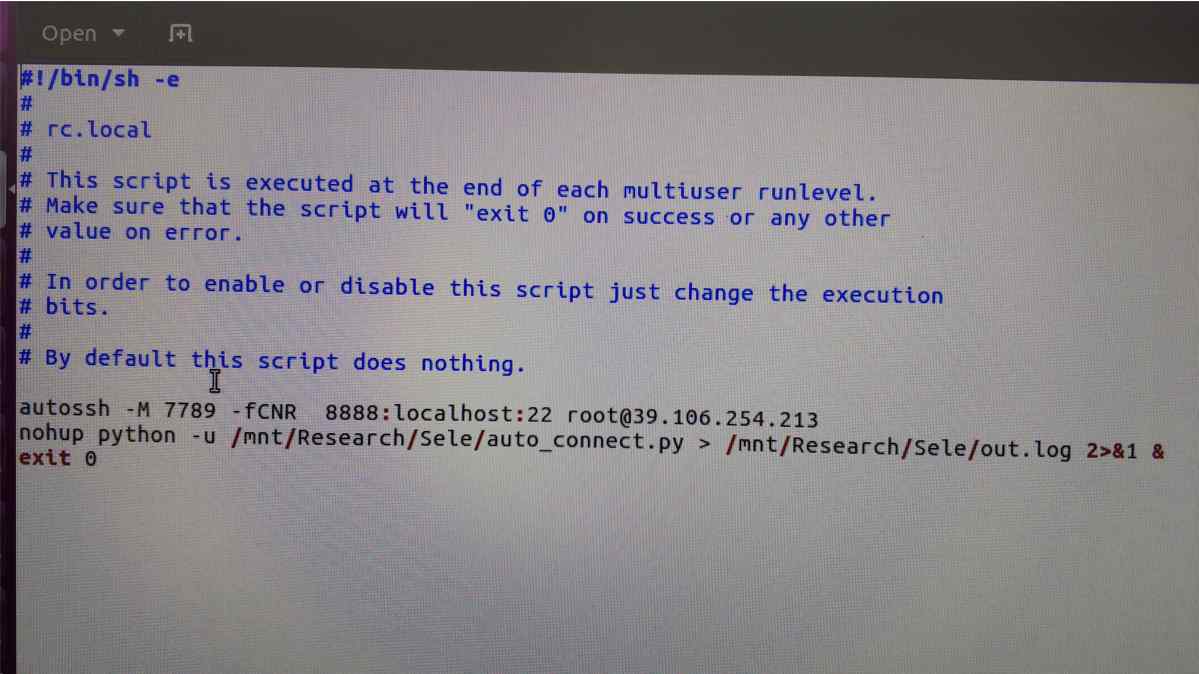 Open
#!/bin/sh -e
#
# rc.local
#
# This script is executed at the end of each multiuser runlevel.
# Make sure that the script will "exit 0" on success or any other
# value on error.
#
# In order to enable or disable this script just change the execution
# bits.
#
# By default this script does nothing.
autossh -M 7789 -fCNR  8888:localhost:22 root@39.106.254.213
nohup python -u /mnt/Research/Sele/auto_connect.py > /mnt/Research/Sele/out.log 2>&1 &
exit 0